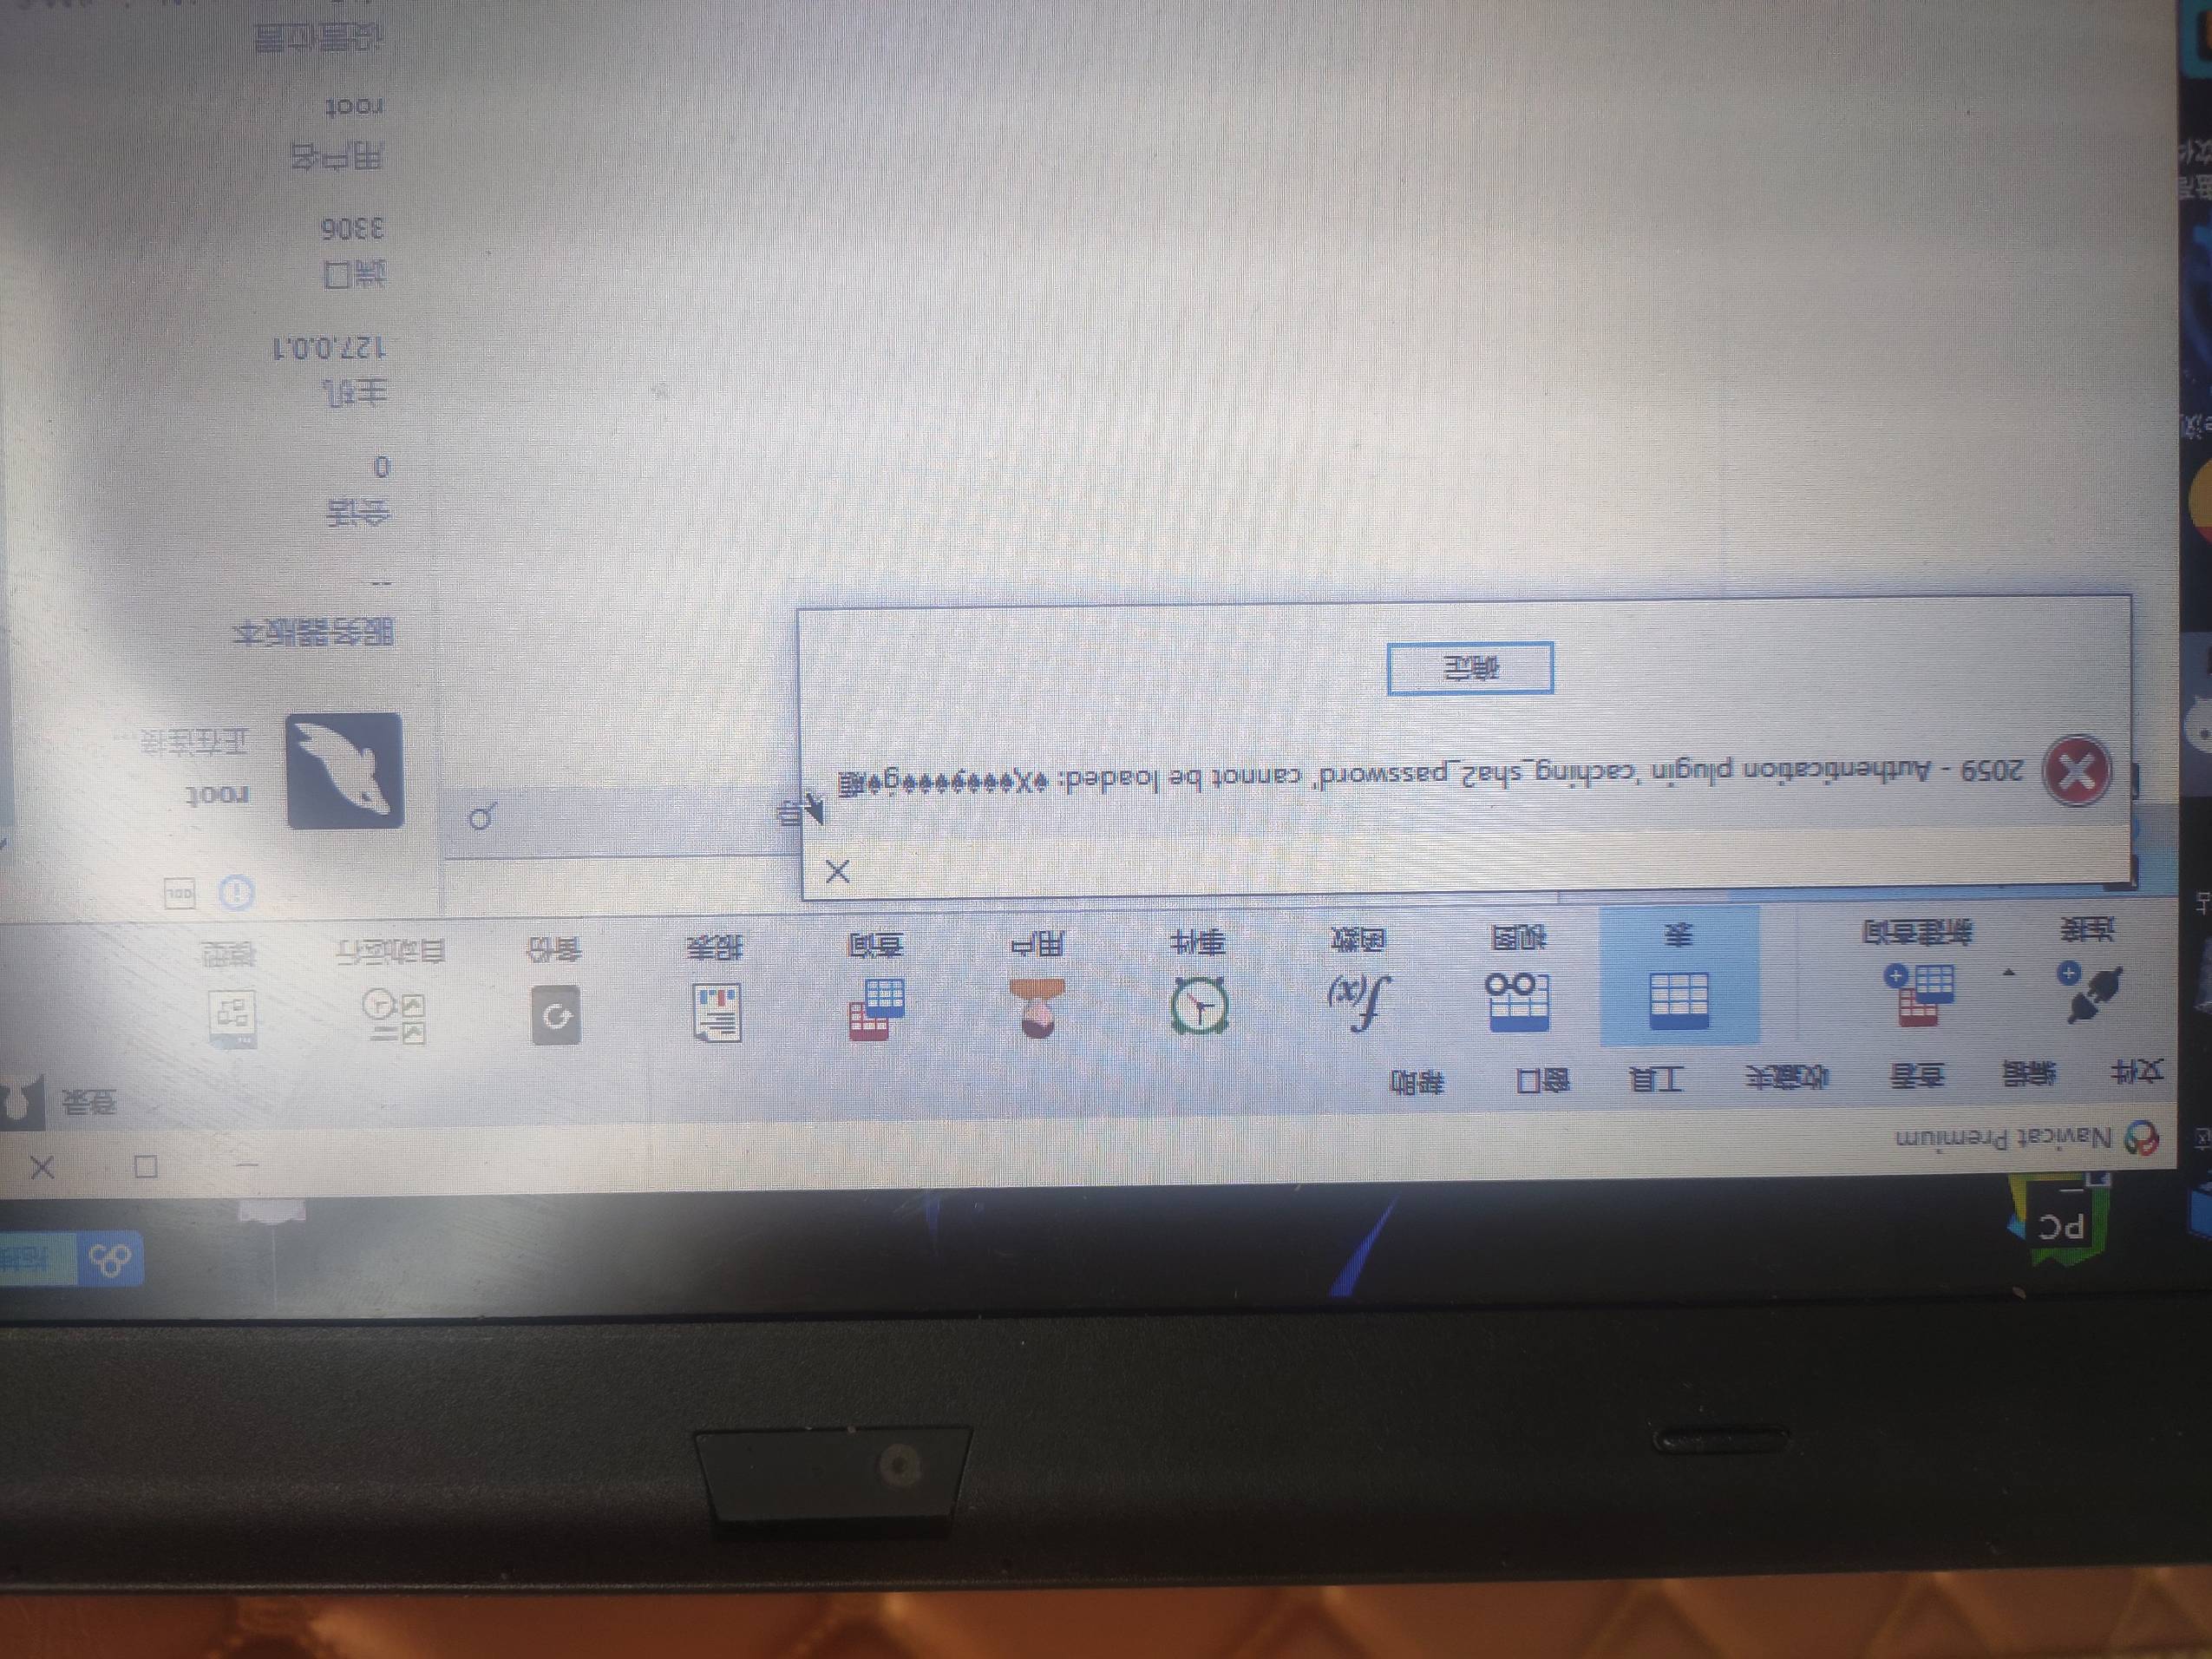 PC
Navicat Premium
登录
文件 编辑 查看 收藏夹 工具 窗口 帮助
连接 新建查询 表 视图 函数 事件 用户 查询 报表 备份 自动运行 模型
DDL
2059 - Authentication plugin 'caching_sha2_password' cannot be loaded:
确定
导
root
正在连接...
服务器版本
--
会话
0
主机
127.0.0.1
端口
3306
用户名
root
设置位置